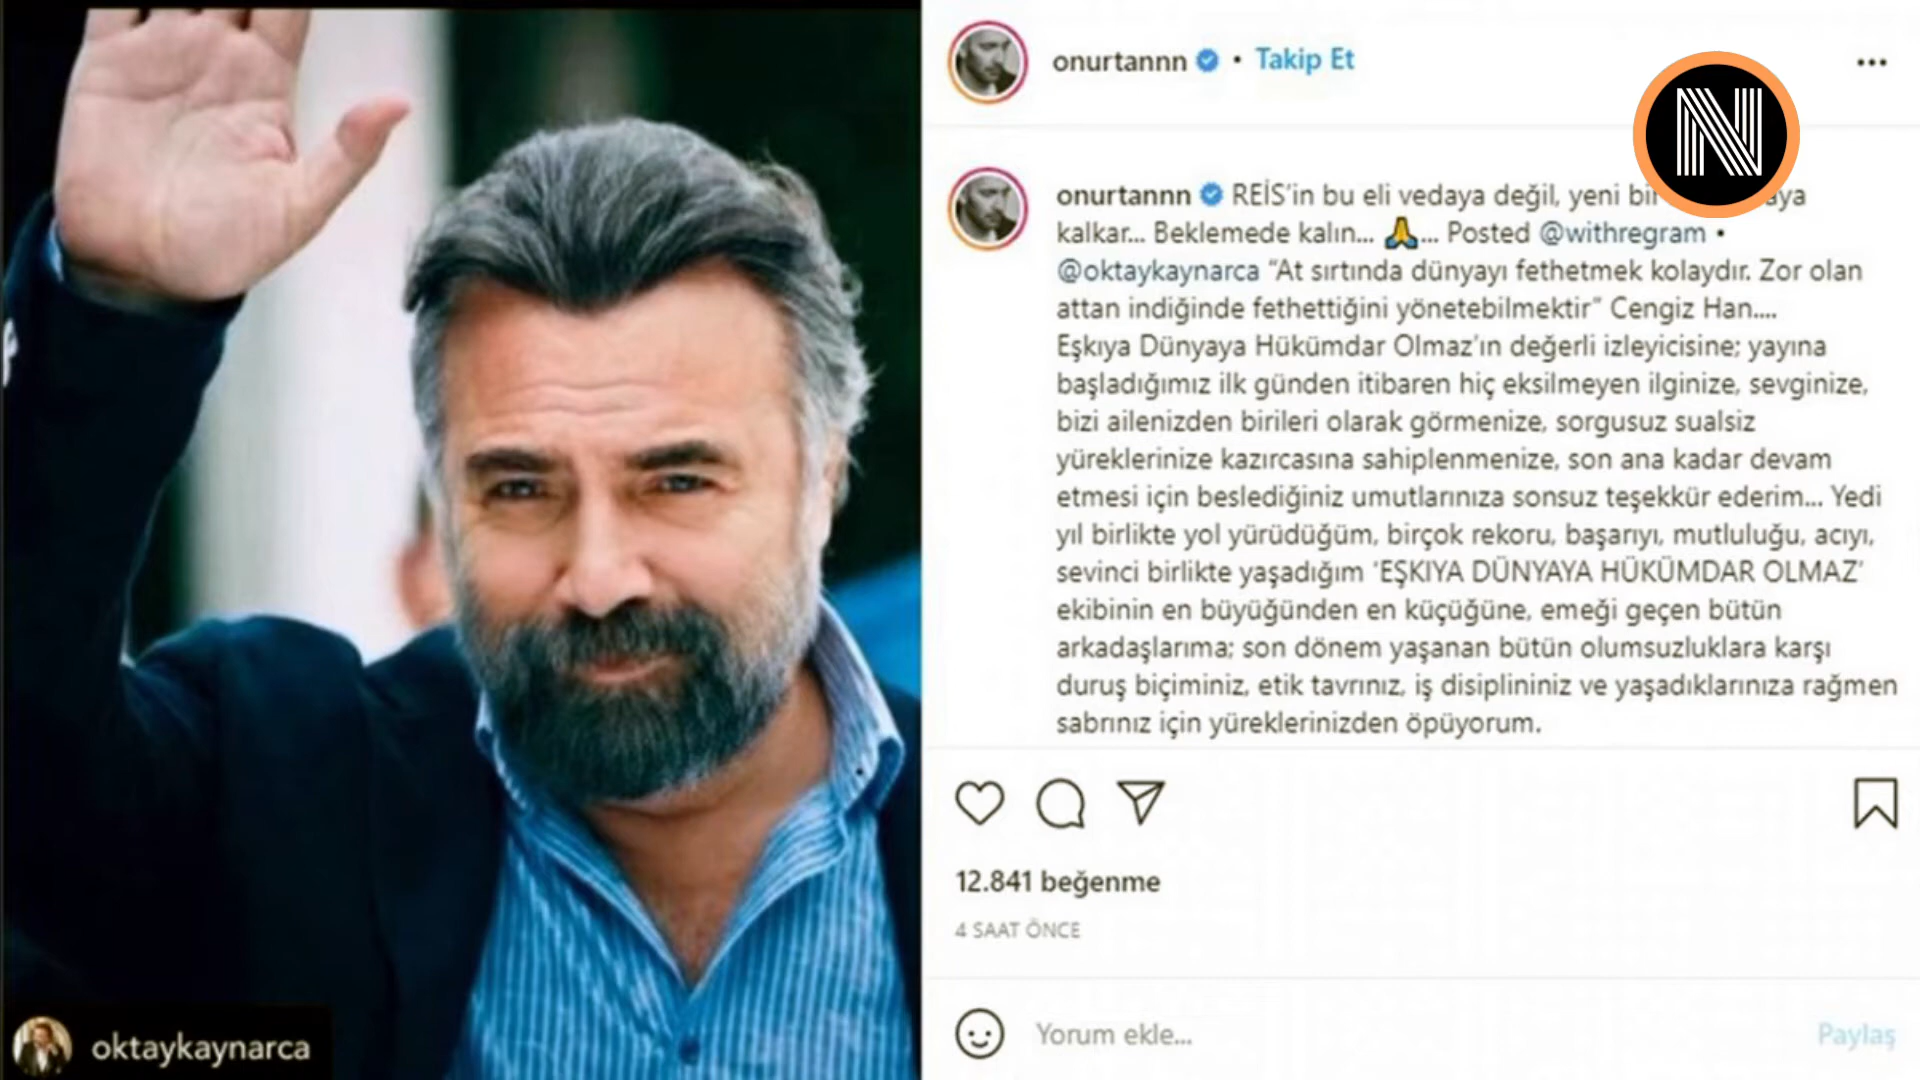 onurtannn • Takip Et
N
onurtannn REİS'in bu eli vedaya değil, yeni bir
kalkar... Beklemede kalın... 🙏... Posted @withregram •
@oktaykaynarca “At sırtında dünyayı fethetmek kolaydır. Zor olan
attan indiğinde fethettiğini yönetebilmektir” Cengiz Han....
Eşkıya Dünyaya Hükümdar Olmaz'ın değerli izleyicisine; yayına
başladığımız ilk günden itibaren hiç eksilmeyen ilginize, sevginize,
bizi ailenizden birileri olarak görmenize, sorgusuz sualsiz
yüreklerinize kazırcasına sahiplenmenize, son ana kadar devam
etmesi için beslediğiniz umutlarınıza sonsuz teşekkür ederim... Yedi
yıl birlikte yol yürüdüğüm, birçok rekoru, başarıyı, mutluluğu, acıyı,
sevinci birlikte yaşadığım 'EŞKIYA DÜNYAYA HÜKÜMDAR OLMAZ'
ekibinin en büyüğünden en küçüğüne, emeği geçen bütün
arkadaşlarıma; son dönem yaşanan bütün olumsuzluklara karşı
duruş biçiminiz, etik tavrınız, iş disiplininiz ve yaşadıklarınıza rağmen
sabrınız için yüreklerinizden öpüyorum.
12.841 beğenme
4 SAAT ÖNCE
Yorum ekle...
Paylaş
oktaykaynarca